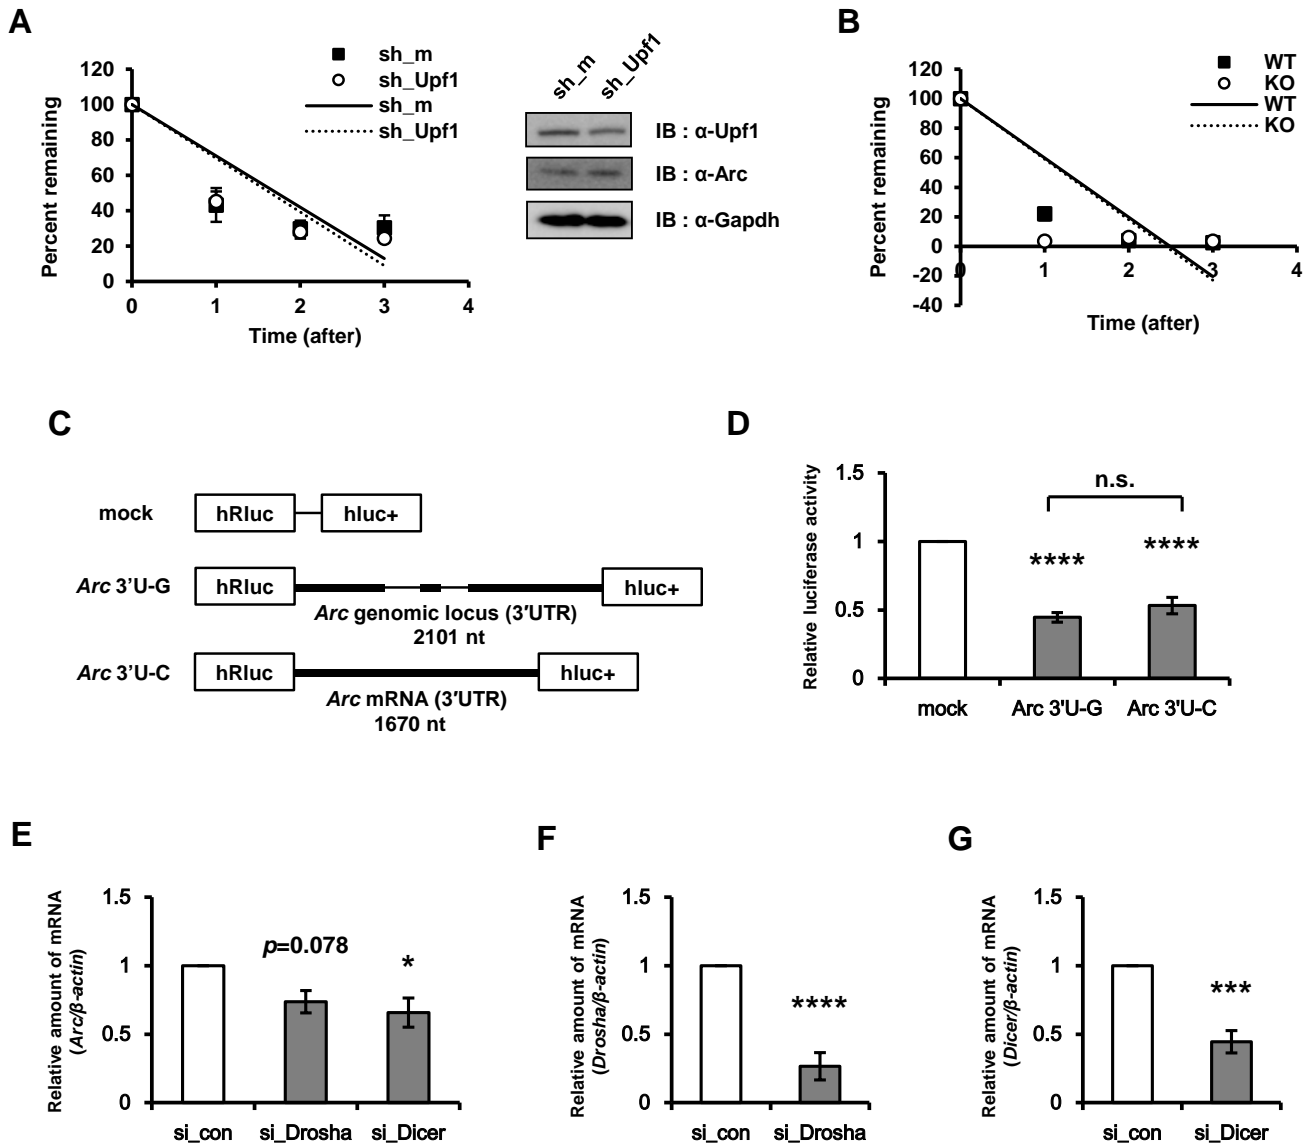 A
sh_m
sh_Upf1
sh_m
sh_Upf1
Percent remaining
120
100
80
60
40
20
0
0 1 2 3 4
Time (after)
sh_m sh_Upf1
IB : α-Upf1
IB : α-Arc
IB : α-Gapdh
B
WT
KO
WT
KO
Percent remaining
120
100
80
60
40
20
0
-20
-40
0 1 2 3 4
Time (after)
C
mock hRluc hluc+
Arc 3’U-G hRluc hluc+
Arc genomic locus (3′UTR)
2101 nt
Arc 3’U-C hRluc hluc+
Arc mRNA (3′UTR)
1670 nt
D
Relative luciferase activity
1.5
1
0.5
0
n.s.
****
****
mock Arc 3'U-G Arc 3'U-C
E
Relative amount of mRNA
(Arc/β-actin)
1.5
1
0.5
0
p=0.078
*
si_con si_Drosha si_Dicer
F
Relative amount of mRNA
(Drosha/β-actin)
1.5
1
0.5
0
****
si_con si_Drosha
G
Relative amount of mRNA
(Dicer/β-actin)
1.5
1
0.5
0
***
si_con si_Dicer